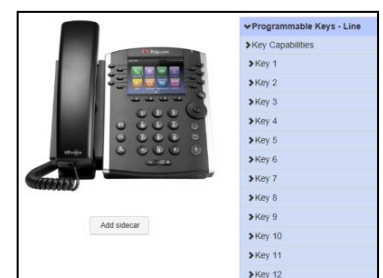 Polycom
Add sidecar
Programmable Keys - Line
Key Capabilities
Key 1
Key 2
Key 3
Key 4
Key 5
Key 6
Key 7
Key 8
Key 9
Key 10
Key 11
Key 12